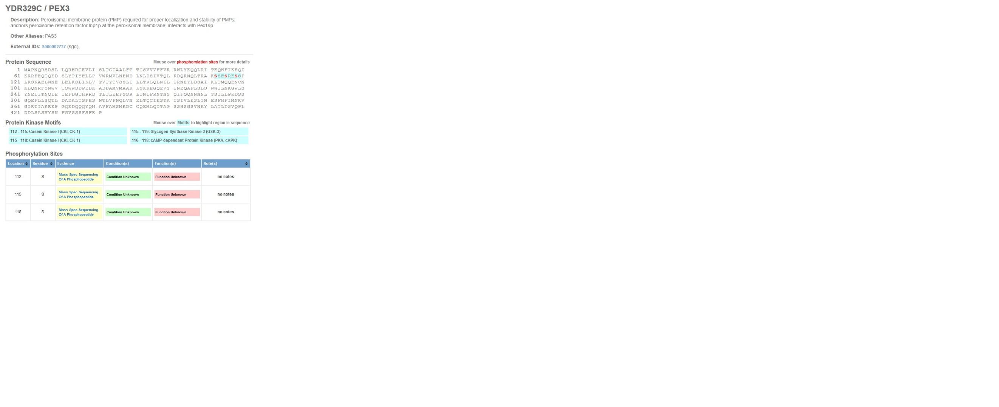 YDR329C / PEX3
Description: Peroxisomal membrane protein (PMP) required for proper localization and stability of PMPs;
anchors peroxisome retention factor Inp1p at the peroxisomal membrane; interacts with Pex19p
Other Aliases: PAS3
External IDs: S000002737 (sgd),
Protein Sequence Mouse over phosphorylation sites for more details
1 MAPNQRSRSL LQRHRGKVLI SLTGIAALFT TGSVVVFFVK RWLYKQQLRI TEQHFIKEQI
61 KRRFEQTQED SLYTIYELLP VWRMVLNEND LNLDSIVTQL KDQKNQLTRA KSSESRESSP
121 LKSKAELWNE LELKSLIKLV TVTYTVSSLI LLTRLQLNIL TRNEYLDSAI KLTMQQENCN
181 KLQNRFYNWV TSWWSDPEDK ADDAMVMAAK KSKKEGQEVY INEQAFLSLS WWILNKGWLS
241 YNEIITNQIE IEFDGIHPRD TLTLEEFSSR LTNIFRNTNS QIFQQNNNNL TSILLPKDSS
301 GQEFLLSQTL DADALTSFHS NTLVFNQLVN ELTQCIESTA TSIVLESLIN ESFHFIMNKV
361 GIKTIAKKKP GQEDQQQYQM AVFAMSMKDC CQEMLQTTAG SSHSGSVNEY LATLDSVQPL
421 DDLSASVYSN FGVSSSFSFK P
Protein Kinase Motifs Mouse over Motifs to highlight region in sequence
112 - 115: Casein Kinase I (CKI, CK-1) 115 - 119: Glycogen Synthase Kinase 3 (GSK-3)
115 - 118: Casein Kinase I (CKI, CK-1) 116 - 118: cAMP-dependant Protein Kinase (PKA, cAPK)
Phosphorylation Sites
Location Residue Evidence Condition(s) Function(s) Note(s)
112 S Mass Spec Sequencing Of A Phosphopeptide Condition Unknown Function Unknown no notes
115 S Mass Spec Sequencing Of A Phosphopeptide Condition Unknown Function Unknown no notes
118 S Mass Spec Sequencing Of A Phosphopeptide Condition Unknown Function Unknown no notes